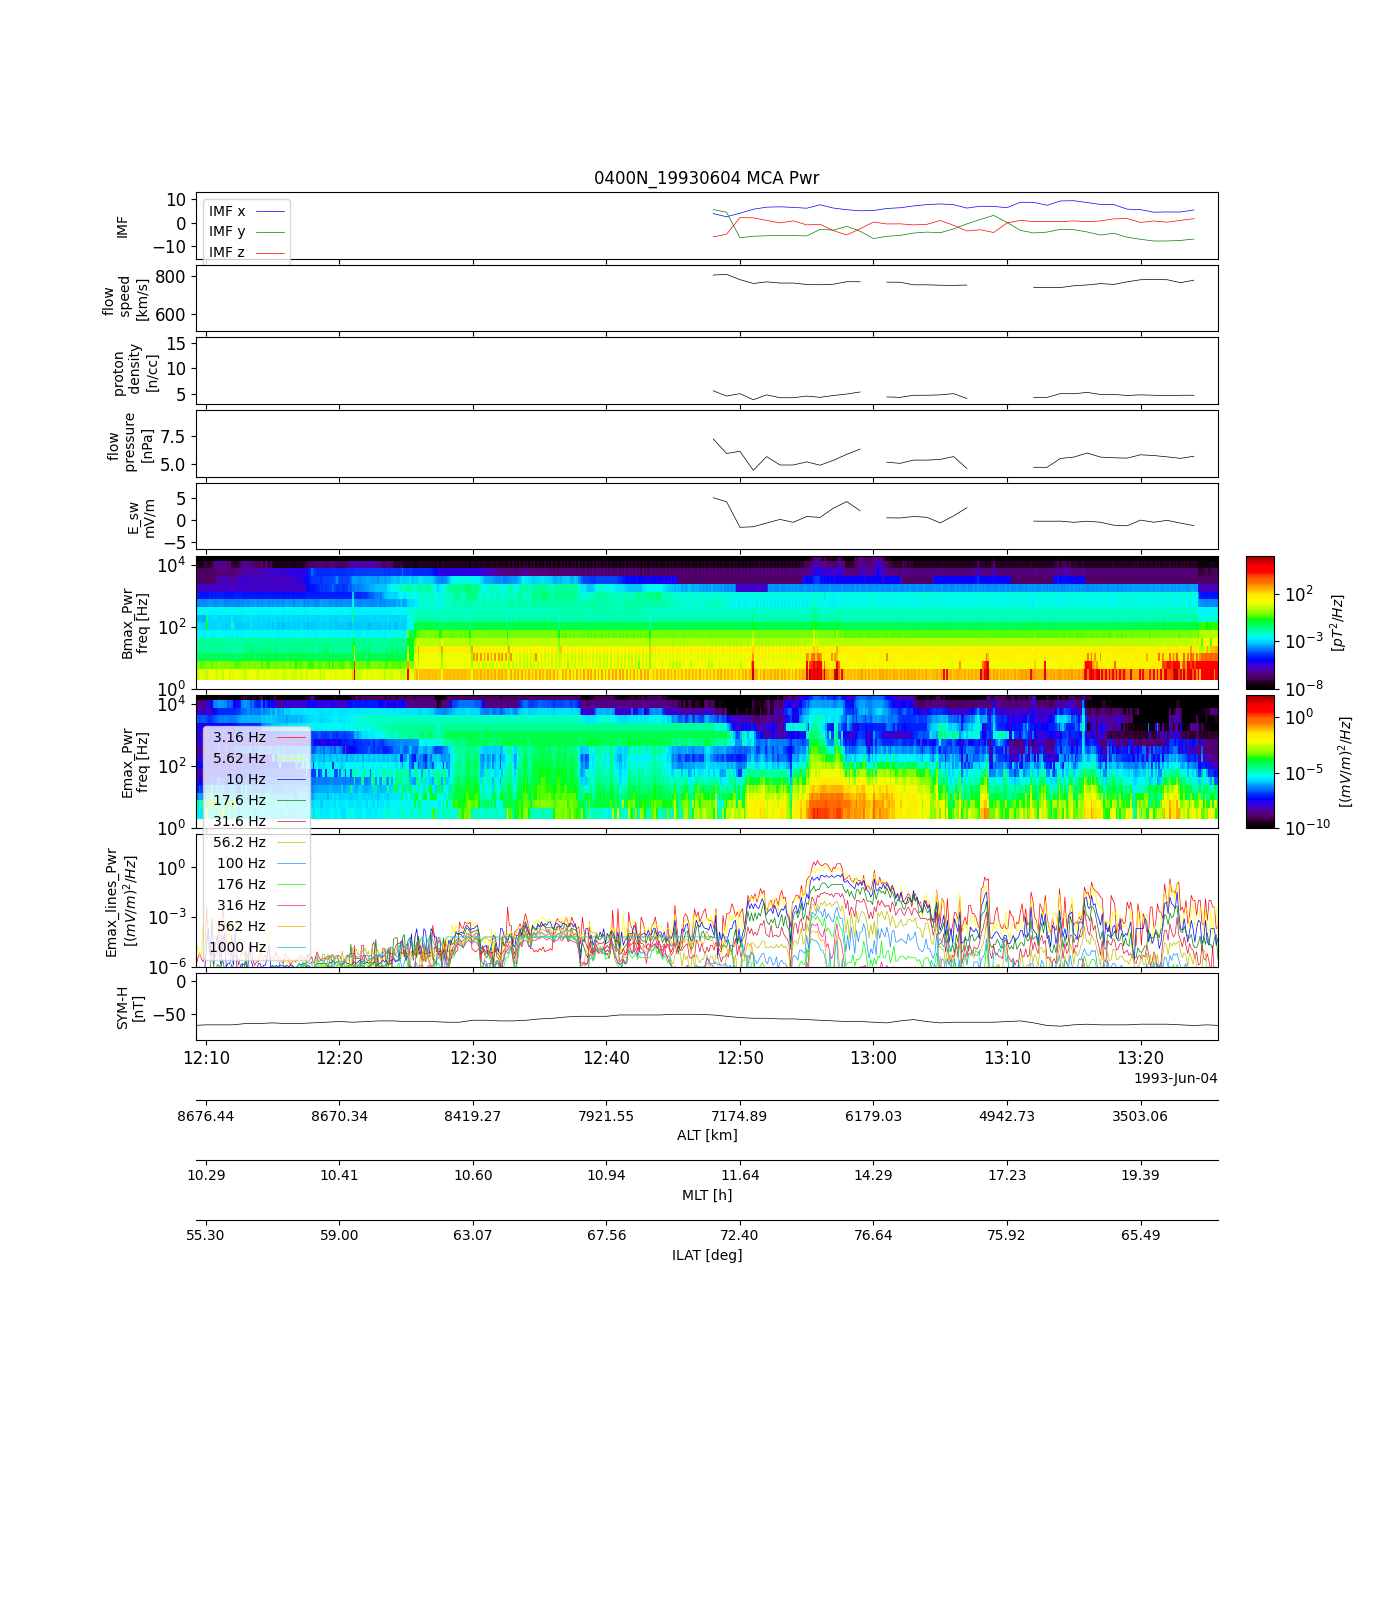 0400N_19930604 MCA Pwr
IMF
10
0
−10
IMF x
IMF y
IMF z
flow
speed
[km/s]
800
600
proton
density
[n/cc]
15
10
5
flow
pressure
[nPa]
7.5
5.0
E_sw
mV/m
5
0
−5
Bmax_Pwr
freq [Hz]
10^4
10^2
10^0
10^2
10^−3
10^−8
[pT^2/Hz]
Emax_Pwr
freq [Hz]
10^4
10^2
10^0
10^0
10^−5
10^−10
[(mV/m)^2/Hz]
3.16 Hz
5.62 Hz
10 Hz
17.6 Hz
31.6 Hz
56.2 Hz
100 Hz
176 Hz
316 Hz
562 Hz
1000 Hz
Emax_lines_Pwr
[(mV/m)^2/Hz]
10^0
10^−3
10^−6
SYM-H
[nT]
0
−50
12:10 12:20 12:30 12:40 12:50 13:00 13:10 13:20
1993-Jun-04
8676.44 8670.34 8419.27 7921.55 7174.89 6179.03 4942.73 3503.06
ALT [km]
10.29 10.41 10.60 10.94 11.64 14.29 17.23 19.39
MLT [h]
55.30 59.00 63.07 67.56 72.40 76.64 75.92 65.49
ILAT [deg]